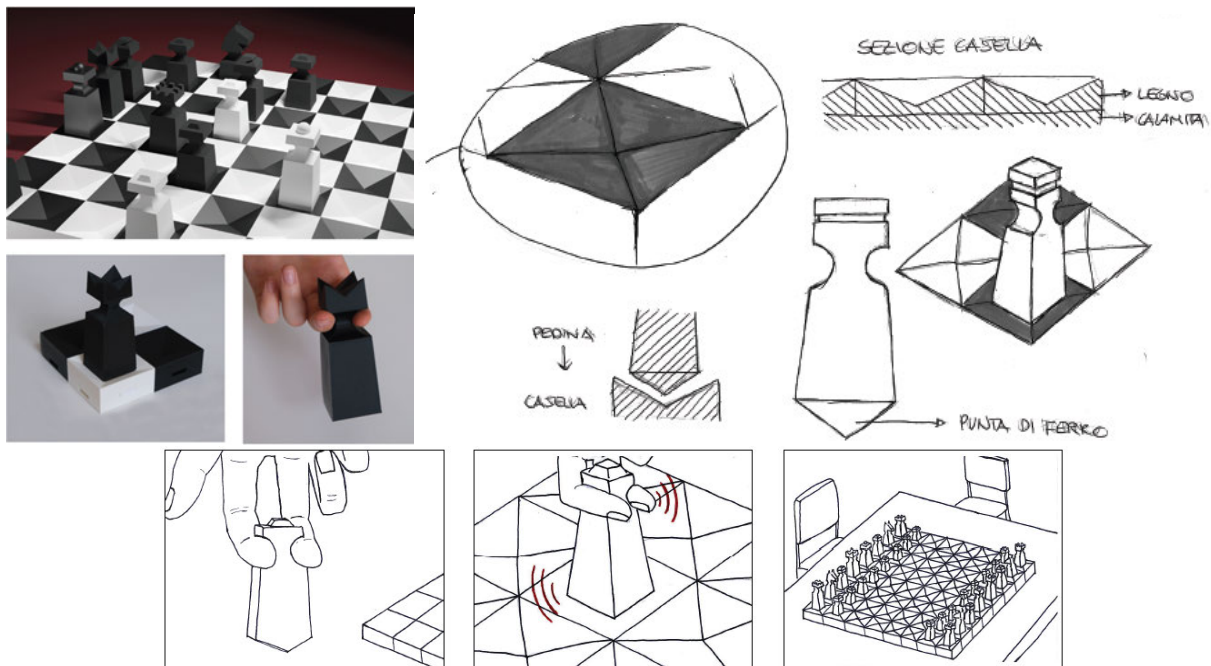 SEZIONE CASELLA
LEGNO
CALAMITA
PEDINA
CASELLA
PUNTA DI FERRO